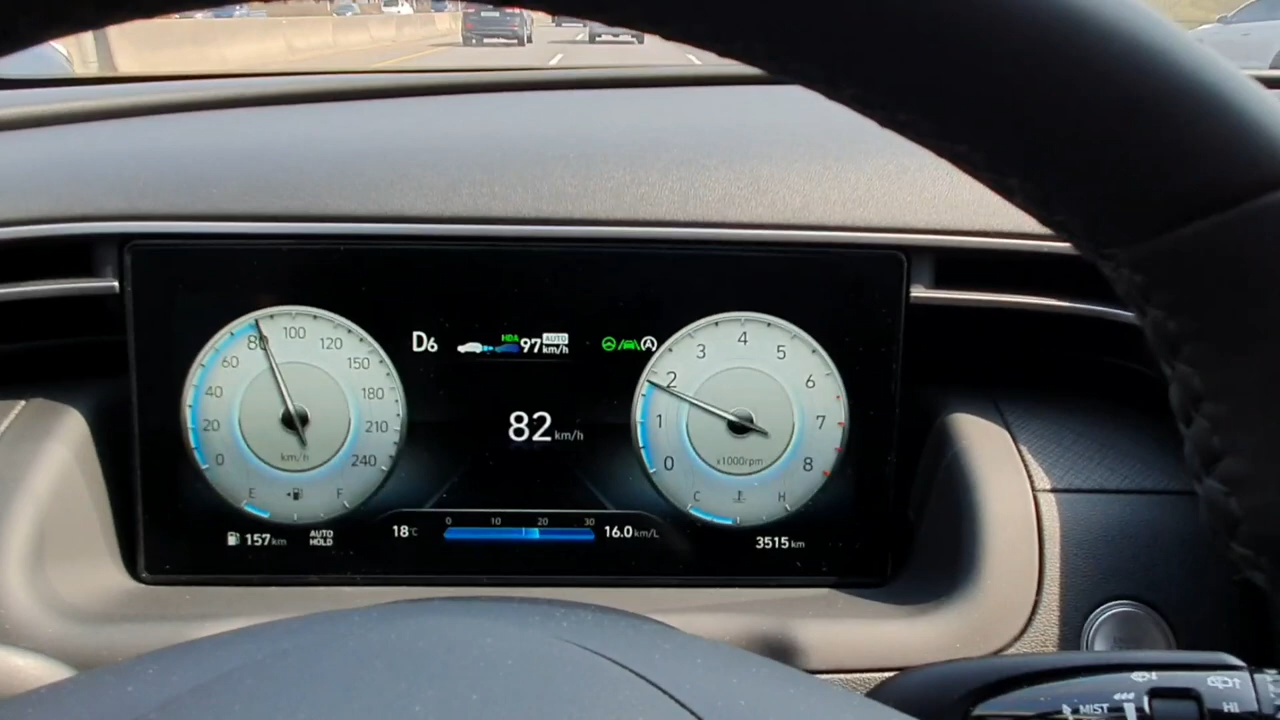 D6
HDA
97 AUTO
km/h
A
82 km/h
0
20
40
60
80
100
120
150
180
210
240
km/h
E F
0
1
2
3
4
5
6
7
8
x1000rpm
C H
157 km
AUTO
HOLD
18°C
0 10 20 30
16.0 km/L
3515 km
MIST
HI